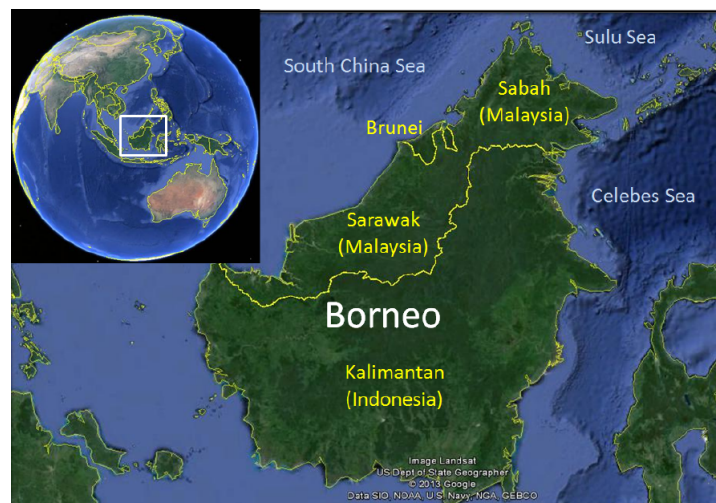 South China Sea
Sulu Sea
Sabah
(Malaysia)
Brunei
Celebes Sea
Sarawak
(Malaysia)
Borneo
Kalimantan
(Indonesia)
Image Landsat
US Dept of State Geographer
© 2013 Google
Data SIO, NOAA, U.S. Navy, NGA, GEBCO